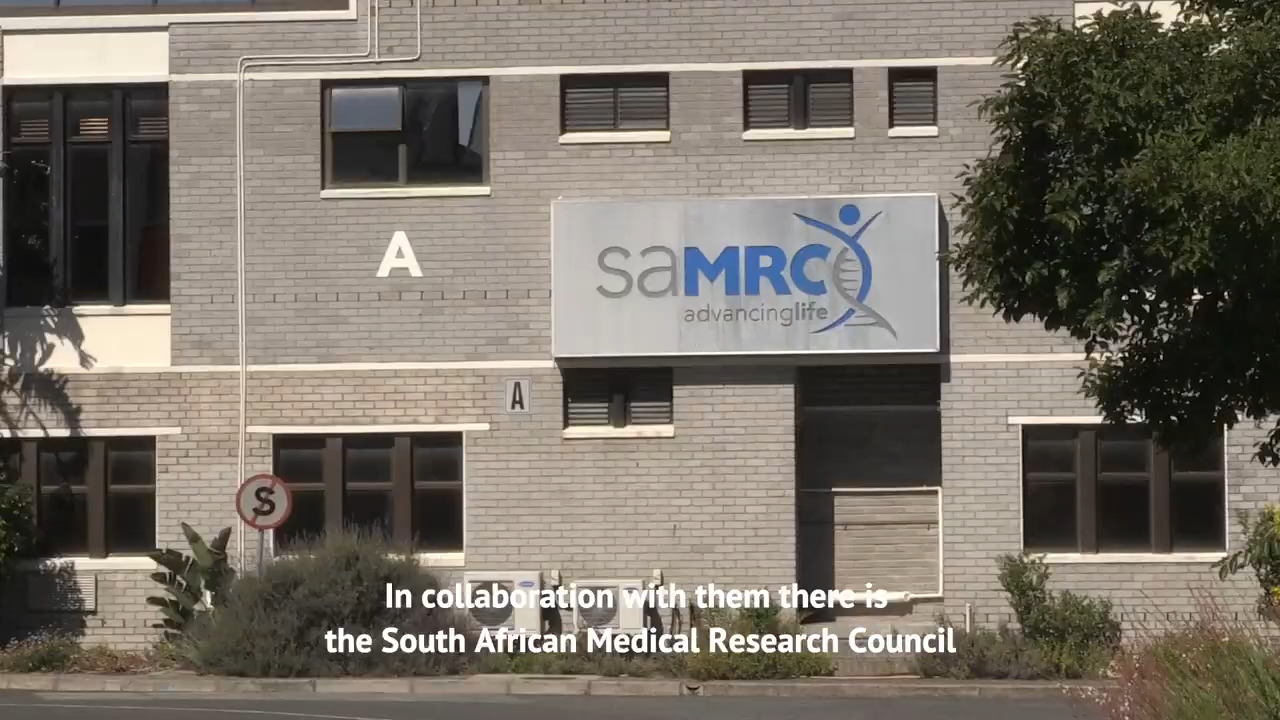 A
saMRC
advancinglife
A
S
In collaboration with them there is
the South African Medical Research Council